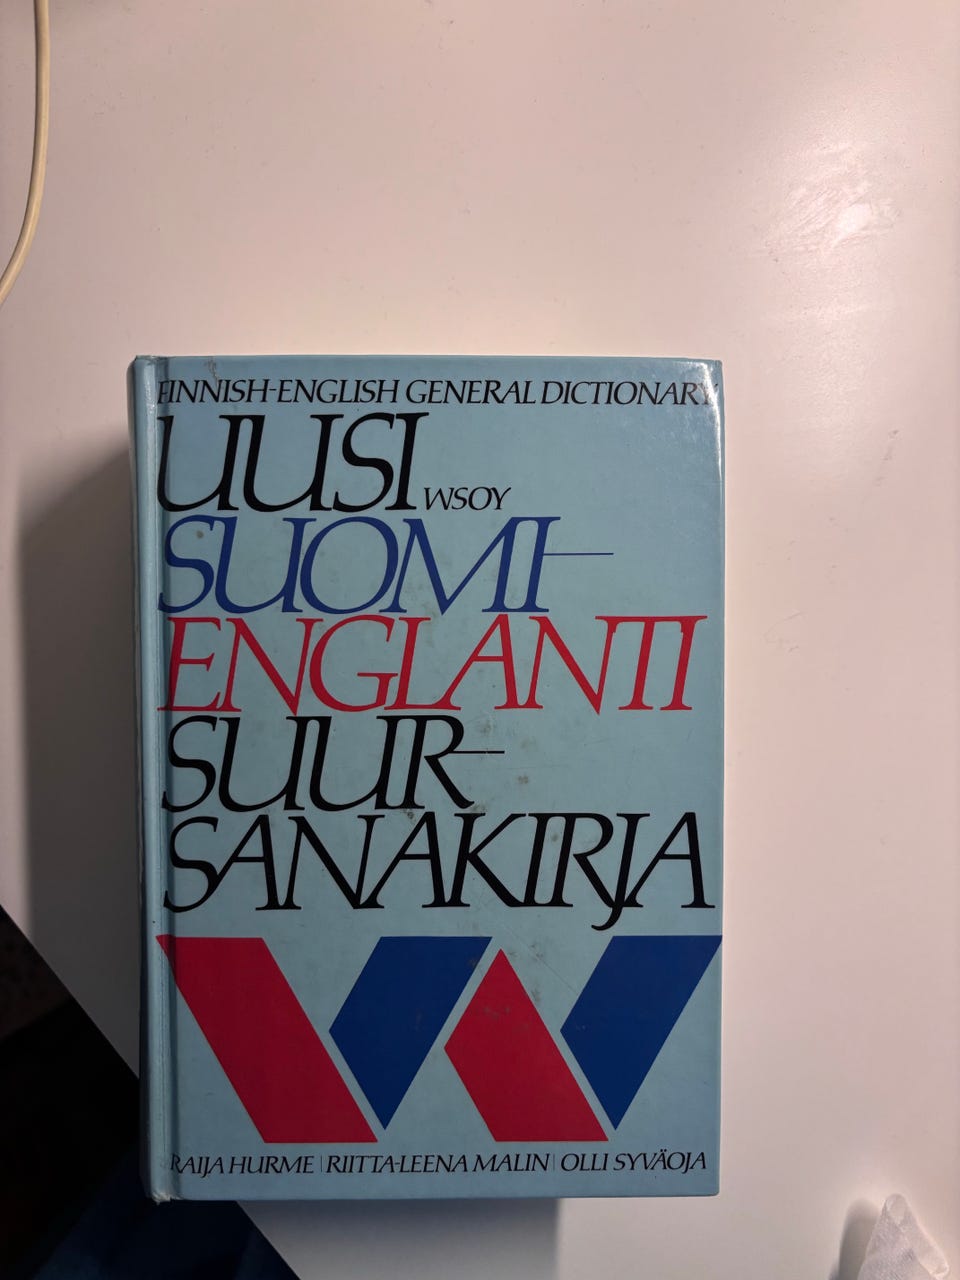 FINNISH-ENGLISH GENERAL DICTIONARY
UUSI WSOY
SUOMI-
ENGLANTI
SUUR-
SANAKIRJA
RAIJA HURME | RIITTA-LEENA MALIN | OLLI SYVÄOJA